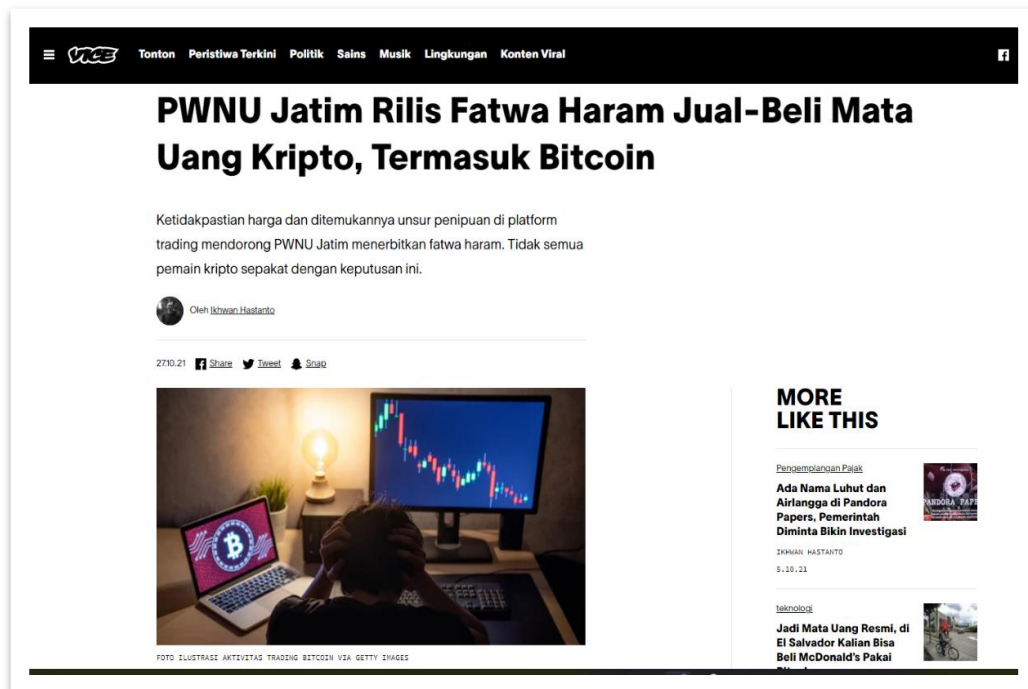 VICE
Tonton Peristiwa Terkini Politik Sains Musik Lingkungan Konten Viral
PWNU Jatim Rilis Fatwa Haram Jual-Beli Mata
Uang Kripto, Termasuk Bitcoin
Ketidakpastian harga dan ditemukannya unsur penipuan di platform
trading mendorong PWNU Jatim menerbitkan fatwa haram. Tidak semua
pemain kripto sepakat dengan keputusan ini.
Oleh Ikhwan Hastanto
27.10.21 Share Tweet Snap
FOTO ILUSTRASI AKTIVITAS TRADING BITCOIN VIA GETTY IMAGES
MORE
LIKE THIS
Pengemplangan Pajak
Ada Nama Luhut dan
Airlangga di Pandora
Papers, Pemerintah
Diminta Bikin Investigasi
IKHWAN HASTANTO
5.10.21
PANDORA PAPE
teknologi
Jadi Mata Uang Resmi, di
El Salvador Kalian Bisa
Beli McDonald's Pakai